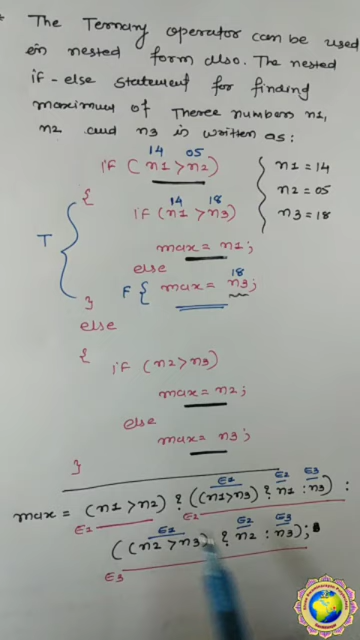 * The Ternary operator can be used
in nested form also. The nested
if-else statement for finding
maximum of Three numbers n1,
n2 and n3 is written as:
14 05
if (n1 > n2)
n1 = 14
{
n2 = 05
14 18
if (n1 > n3)
n3 = 18
max = n1;
T
else
18
F { max = n3;
}
else
{
if (n2 > n3)
max = n2;
else
max = n3;
}
E1 E2 E3
max = (n1 > n2) ? ((n1 > n3) ? n1 : n3) :
E1 E2
E1 E2 E3
((n2 > n3) ? n2 : n3);
E3